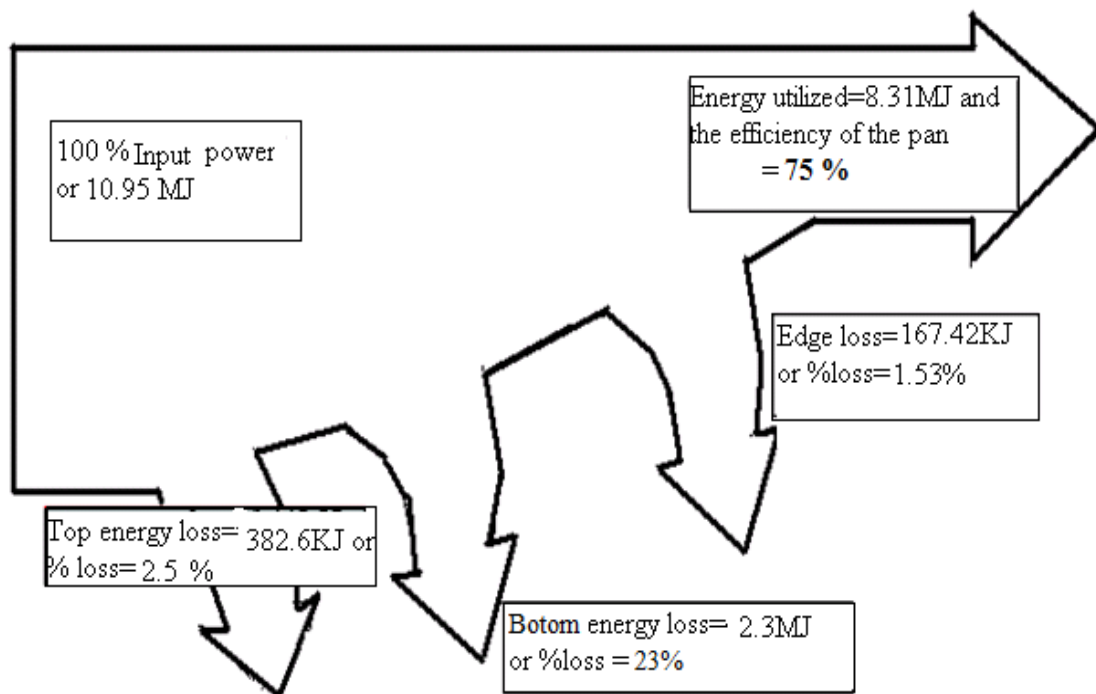 100 % Input power
or 10.95 MJ
Energy utilized=8.31MJ and
the efficiency of the pan
= 75 %
Edge loss=167.42KJ
or %loss=1.53%
Top energy loss= 382.6KJ or
% loss= 2.5 %
Botom energy loss= 2.3MJ
or %loss = 23%